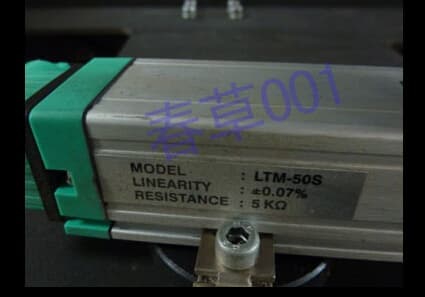 春草001
MODEL : LTM-50S
LINEARITY : ±0.07%
RESISTANCE : 5 KΩ